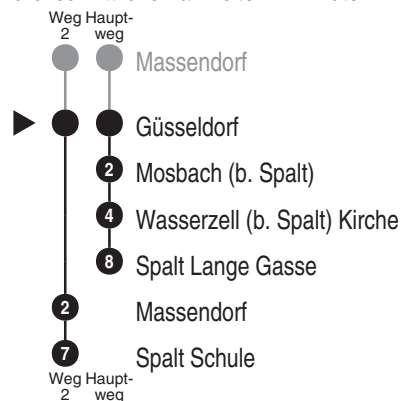 Weg Haupt-
2 weg
Massendorf
Güsseldorf
2 Mosbach (b. Spalt)
4 Wasserzell (b. Spalt) Kirche
8 Spalt Lange Gasse
2 Massendorf
7 Spalt Schule
Weg Haupt-
2 weg